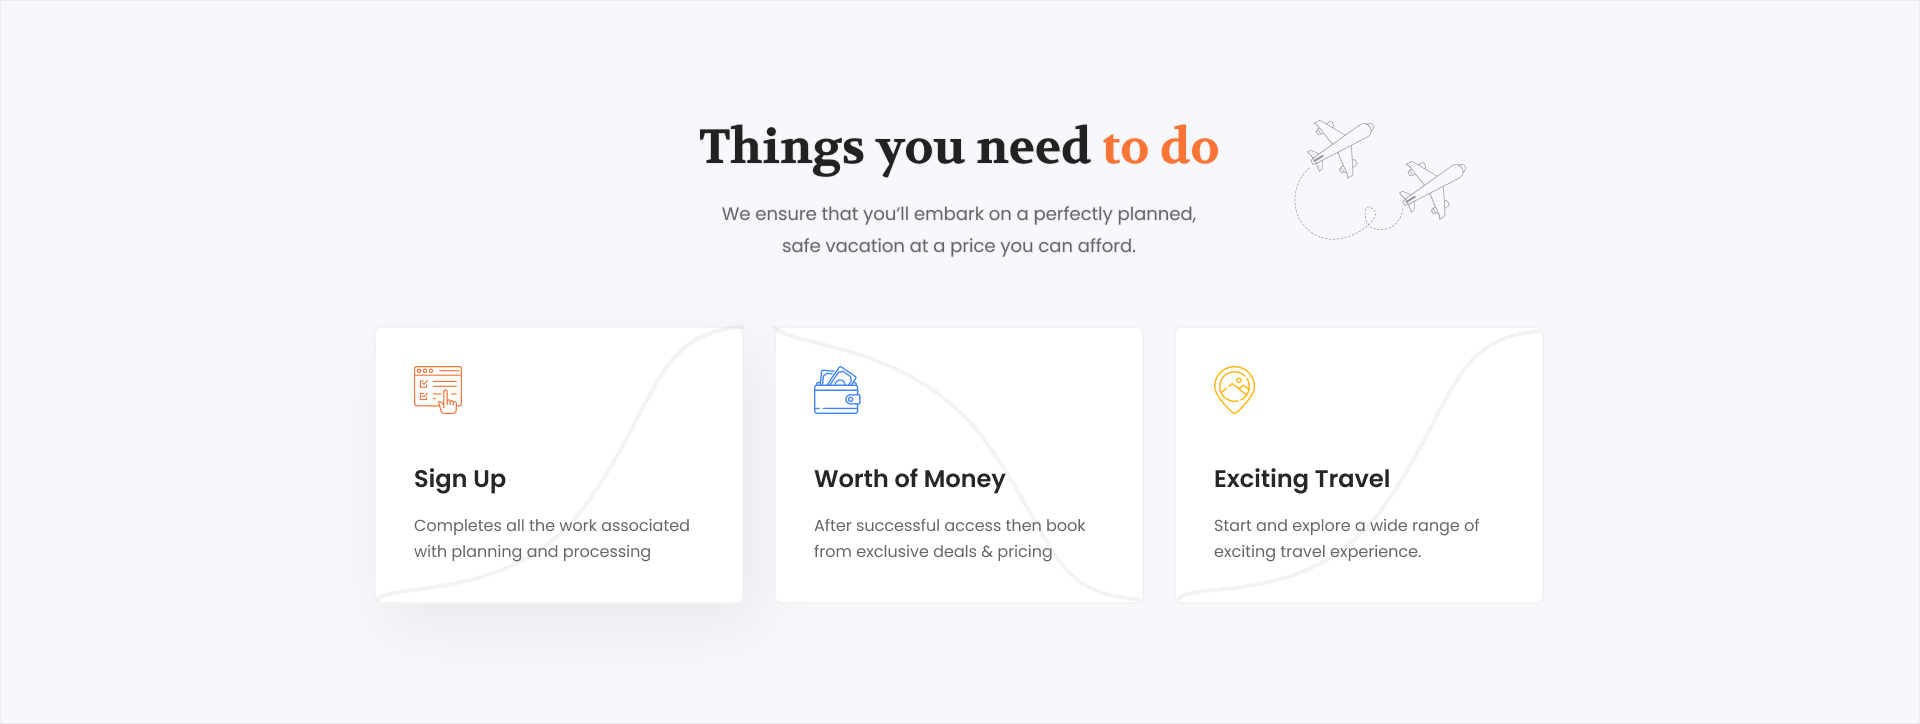 Things you need to do
We ensure that you’ll embark on a perfectly planned,
safe vacation at a price you can afford.
Sign Up
Completes all the work associated
with planning and processing
Worth of Money
After successful access then book
from exclusive deals & pricing
Exciting Travel
Start and explore a wide range of
exciting travel experience.